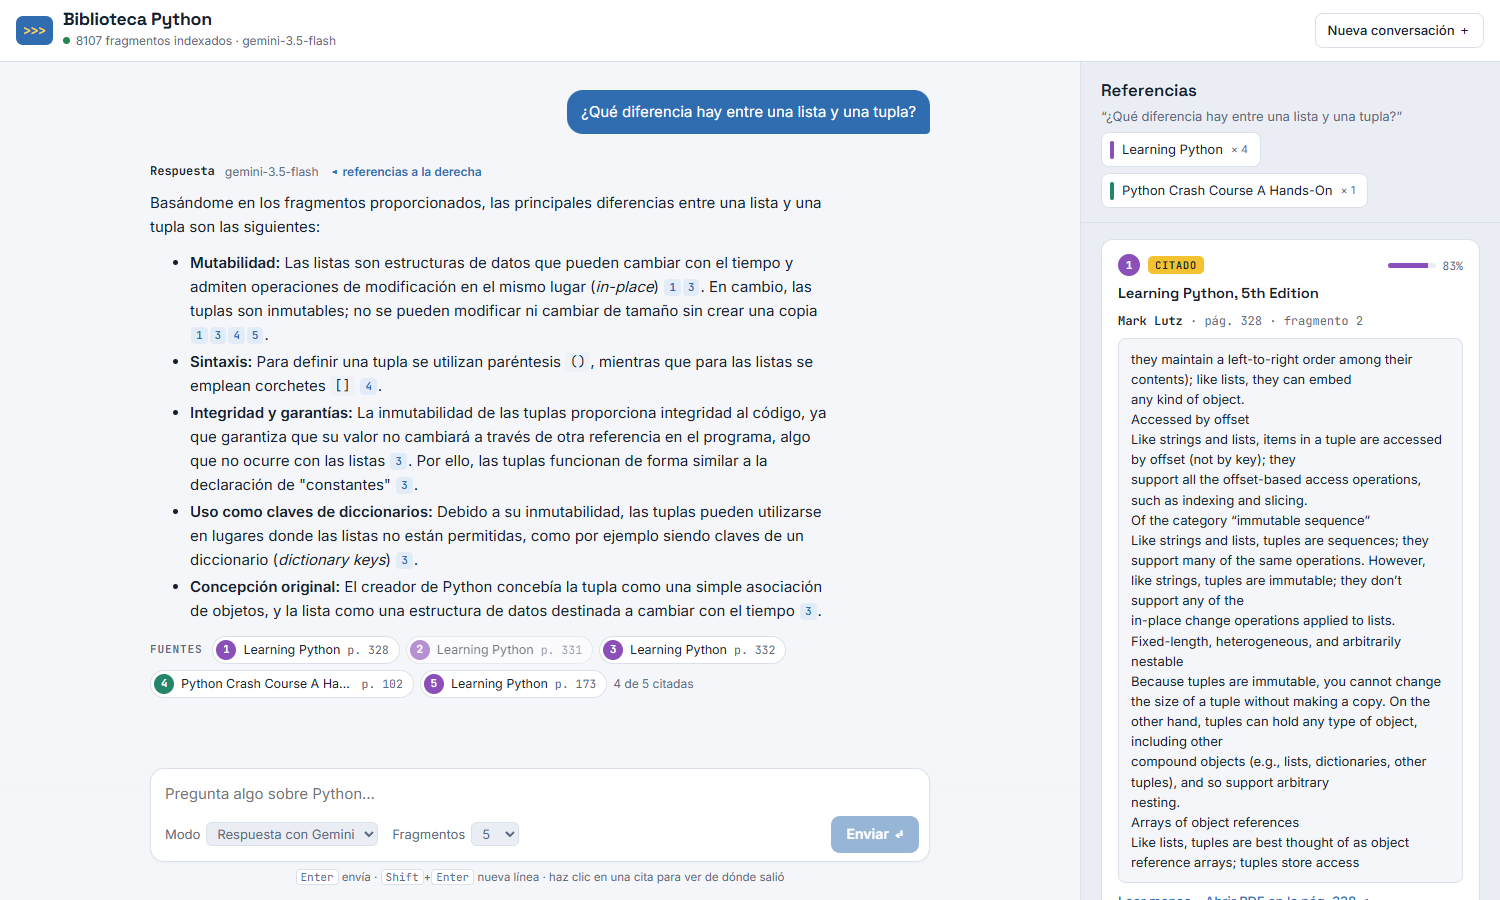 >>>
Biblioteca Python
8107 fragmentos indexados · gemini-3.5-flash
Nueva conversación +
¿Qué diferencia hay entre una lista y una tupla?
Respuesta gemini-3.5-flash ◂ referencias a la derecha
Basándome en los fragmentos proporcionados, las principales diferencias entre una lista y una
tupla son las siguientes:
• Mutabilidad: Las listas son estructuras de datos que pueden cambiar con el tiempo y
admiten operaciones de modificación en el mismo lugar (in-place) 1 3. En cambio, las
tuplas son inmutables; no se pueden modificar ni cambiar de tamaño sin crear una copia
1 3 4 5.
• Sintaxis: Para definir una tupla se utilizan paréntesis (), mientras que para las listas se
emplean corchetes [] 4.
• Integridad y garantías: La inmutabilidad de las tuplas proporciona integridad al código, ya
que garantiza que su valor no cambiará a través de otra referencia en el programa, algo
que no ocurre con las listas 3. Por ello, las tuplas funcionan de forma similar a la
declaración de "constantes" 3.
• Uso como claves de diccionarios: Debido a su inmutabilidad, las tuplas pueden utilizarse
en lugares donde las listas no están permitidas, como por ejemplo siendo claves de un
diccionario (dictionary keys) 3.
• Concepción original: El creador de Python concebía la tupla como una simple asociación
de objetos, y la lista como una estructura de datos destinada a cambiar con el tiempo 3.
FUENTES 1 Learning Python p. 328 2 Learning Python p. 331 3 Learning Python p. 332
4 Python Crash Course A Ha... p. 102 5 Learning Python p. 173 4 de 5 citadas
Pregunta algo sobre Python...
Modo Respuesta con Gemini Fragmentos 5 Enviar ⏎
Enter envía · Shift+Enter nueva línea · haz clic en una cita para ver de dónde salió
Referencias
“¿Qué diferencia hay entre una lista y una tupla?”
Learning Python × 4
Python Crash Course A Hands-On × 1
1 CITADO 83%
Learning Python, 5th Edition
Mark Lutz · pág. 328 · fragmento 2
they maintain a left-to-right order among their
contents); like lists, they can embed
any kind of object.
Accessed by offset
Like strings and lists, items in a tuple are accessed
by offset (not by key); they
support all the offset-based access operations,
such as indexing and slicing.
Of the category “immutable sequence”
Like strings and lists, tuples are sequences; they
support many of the same operations. However,
like strings, tuples are immutable; they don’t
support any of the
in-place change operations applied to lists.
Fixed-length, heterogeneous, and arbitrarily
nestable
Because tuples are immutable, you cannot change
the size of a tuple without making a copy. On the
other hand, tuples can hold any type of object,
including other
compound objects (e.g., lists, dictionaries, other
tuples), and so support arbitrary
nesting.
Arrays of object references
Like lists, tuples are best thought of as object
reference arrays; tuples store access